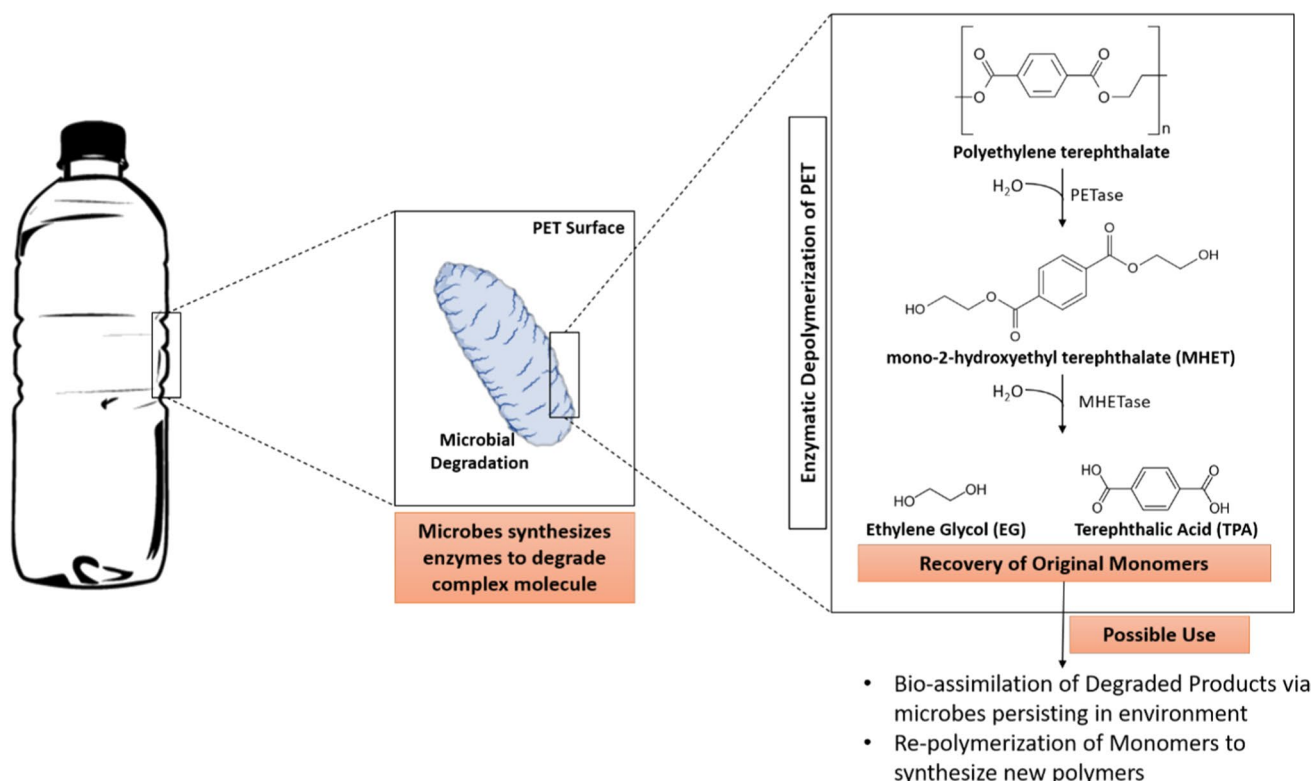 PET Surface
Microbial
Degradation
Microbes synthesizes
enzymes to degrade
complex molecule
Enzymatic Depolymerization of PET
O
O
O
O
n
Polyethylene terephthalate
H₂O
PETase
O
O
OH
HO
O
O
mono-2-hydroxyethyl terephthalate (MHET)
H₂O
MHETase
HO
OH
Ethylene Glycol (EG)
HO
O
O
OH
Terephthalic Acid (TPA)
Recovery of Original Monomers
Possible Use
• Bio-assimilation of Degraded Products via
microbes persisting in environment
• Re-polymerization of Monomers to
synthesize new polymers